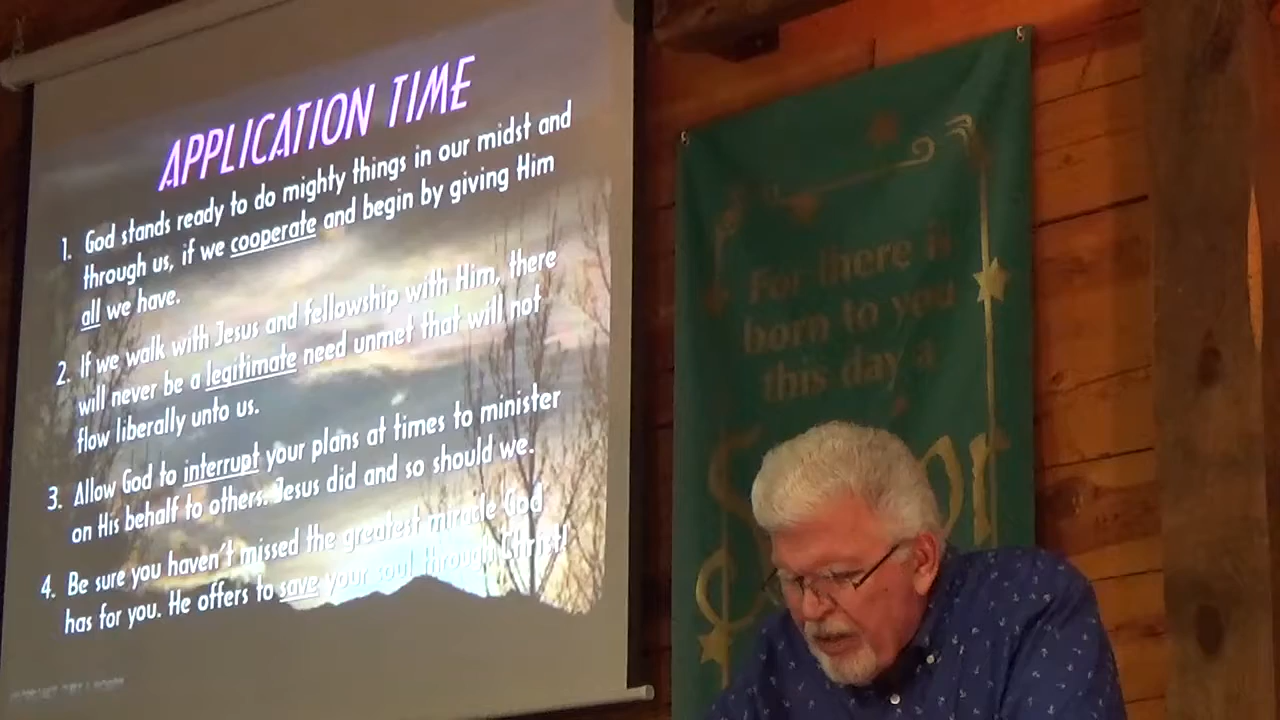 APPLICATION TIME
1. God stands ready to do mighty things in our midst and
through us, if we cooperate and begin by giving Him
all we have.
2. If we walk with Jesus and fellowship with Him, there
will never be a legitimate need unmet that will not
flow liberally unto us.
3. Allow God to interrupt your plans at times to minister
on His behalf to others. Jesus did and so should we.
4. Be sure you haven't missed the greatest miracle God
has for you. He offers to save your soul through Christ!
For there is
born to you
this day a